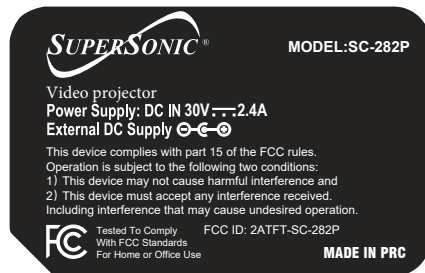 SUPERSONIC®
MODEL:SC-282P
Video projector
Power Supply: DC IN 30V⎓2.4A
External DC Supply
This device complies with part 15 of the FCC rules.
Operation is subject to the following two conditions:
1) This device may not cause harmful interference and
2) This device must accept any interference received.
Including interference that may cause undesired operation.
FC
Tested To Comply
With FCC Standards
For Home or Office Use
FCC ID: 2ATFT-SC-282P
MADE IN PRC